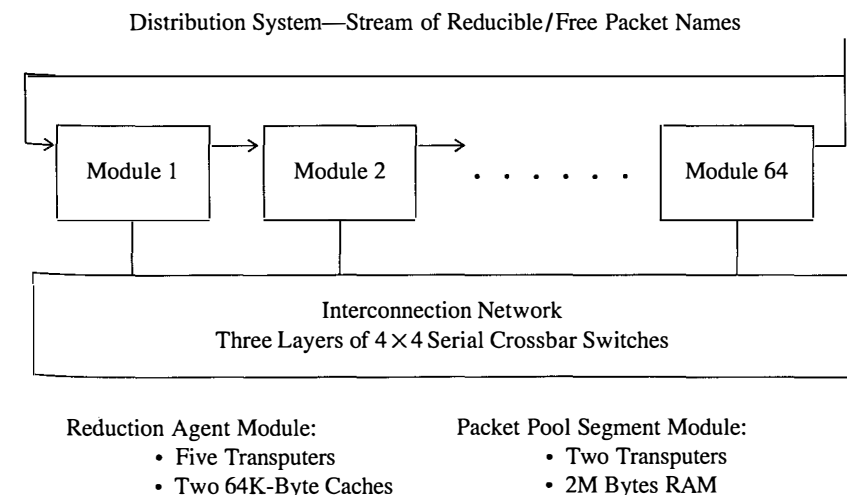 Distribution System—Stream of Reducible/Free Packet Names
Module 1
Module 2
. . . . . .
Module 64
Interconnection Network
Three Layers of 4×4 Serial Crossbar Switches
Reduction Agent Module:
• Five Transputers
• Two 64K-Byte Caches
Packet Pool Segment Module:
• Two Transputers
• 2M Bytes RAM